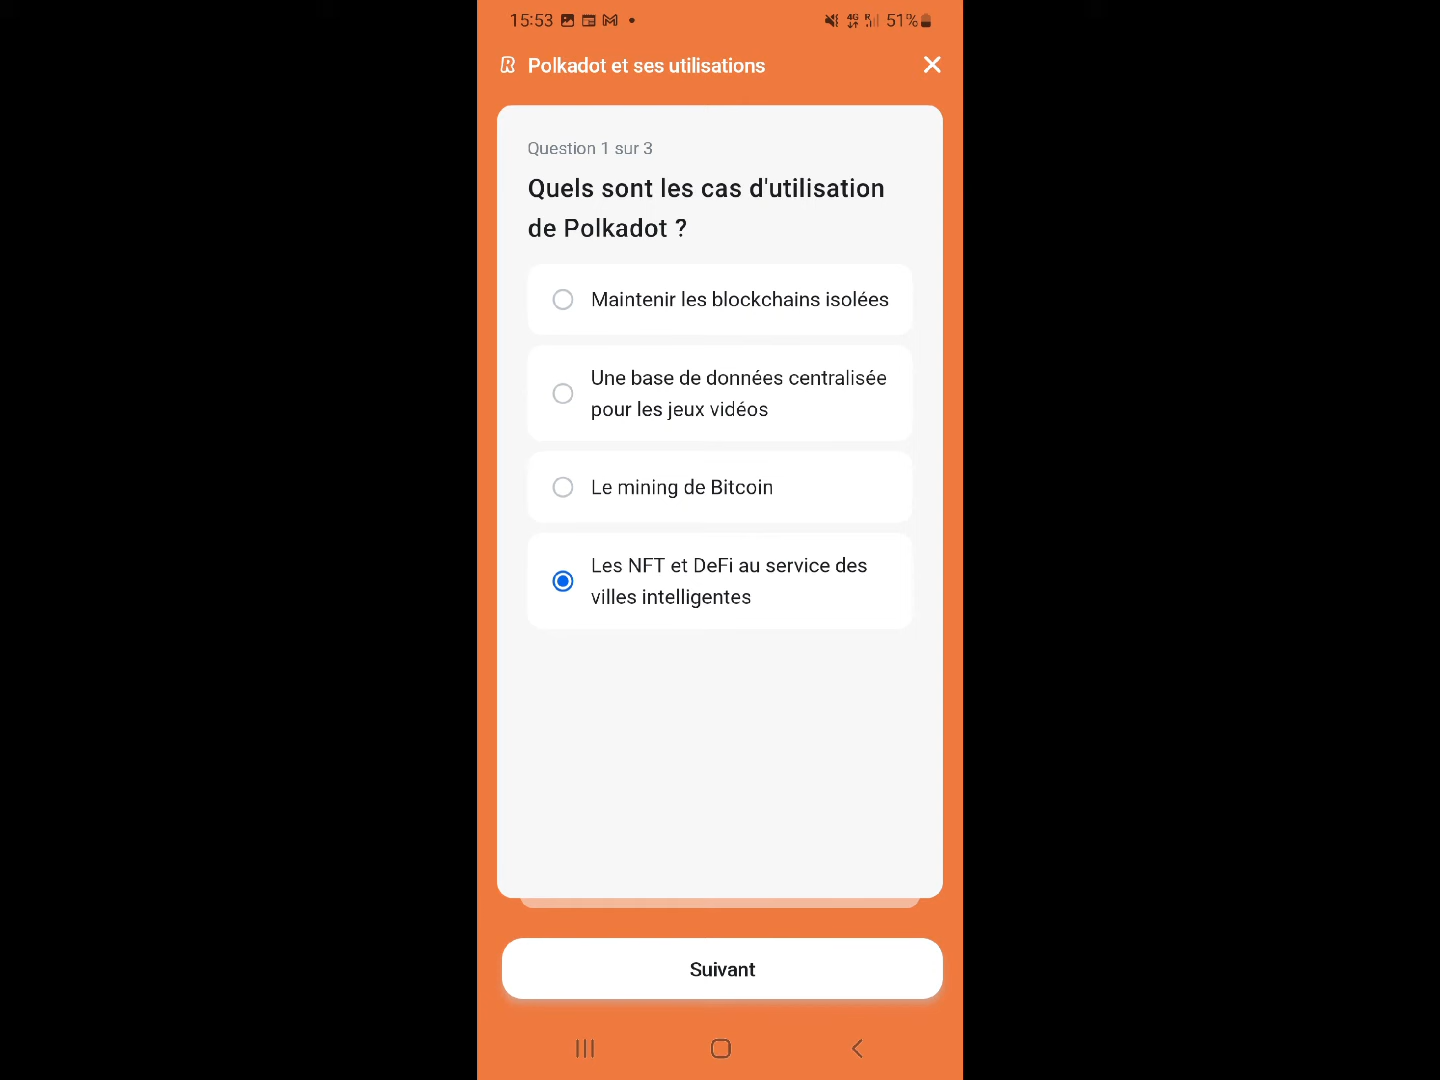 15:53
4G
R
51%
R Polkadot et ses utilisations
Question 1 sur 3
Quels sont les cas d'utilisation
de Polkadot ?
Maintenir les blockchains isolées
Une base de données centralisée
pour les jeux vidéos
Le mining de Bitcoin
Les NFT et DeFi au service des
villes intelligentes
Suivant